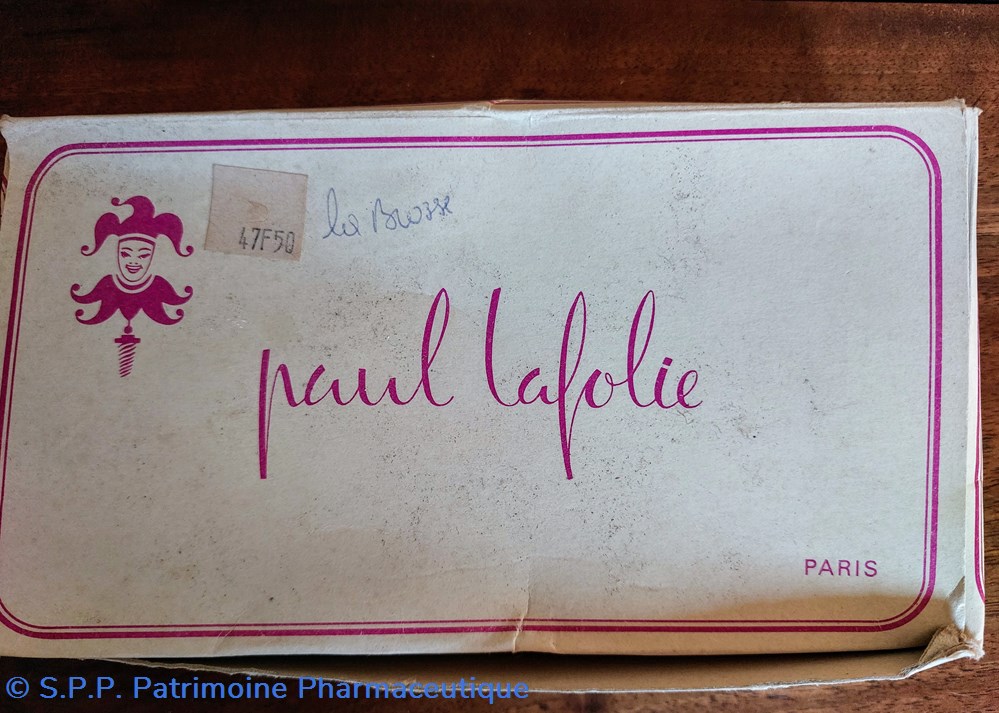 47F50
la Brosse
paul lafolie
PARIS
© S.P.P. Patrimoine Pharmaceutique